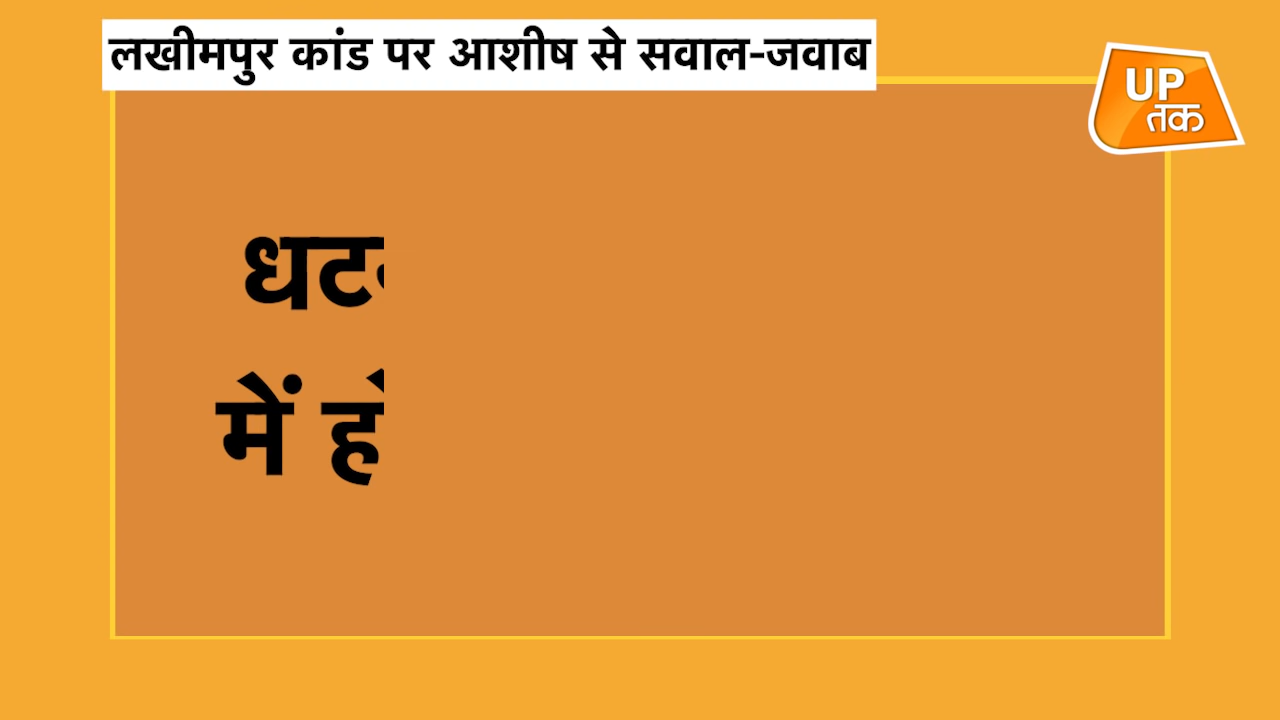 लखीमपुर कांड पर आशीष से सवाल-जवाब
UP
तक
में